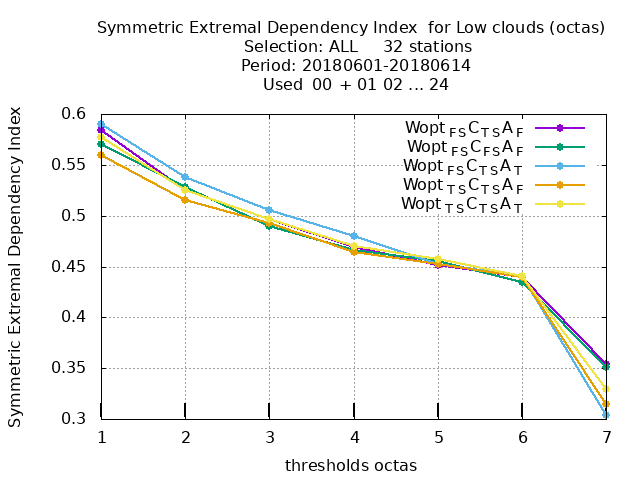 Symmetric Extremal Dependency Index  for Low clouds (octas)
Selection: ALL     32 stations
Period: 20180601-20180614
Used  00 + 01 02 ... 24
Symmetric Extremal Dependency Index
0.6
0.55
0.5
0.45
0.4
0.35
0.3
Wopt FS C TS A F
Wopt FS C FS A F
Wopt FS C TS A T
Wopt TS C TS A F
Wopt TS C TS A T
1 2 3 4 5 6 7
thresholds octas